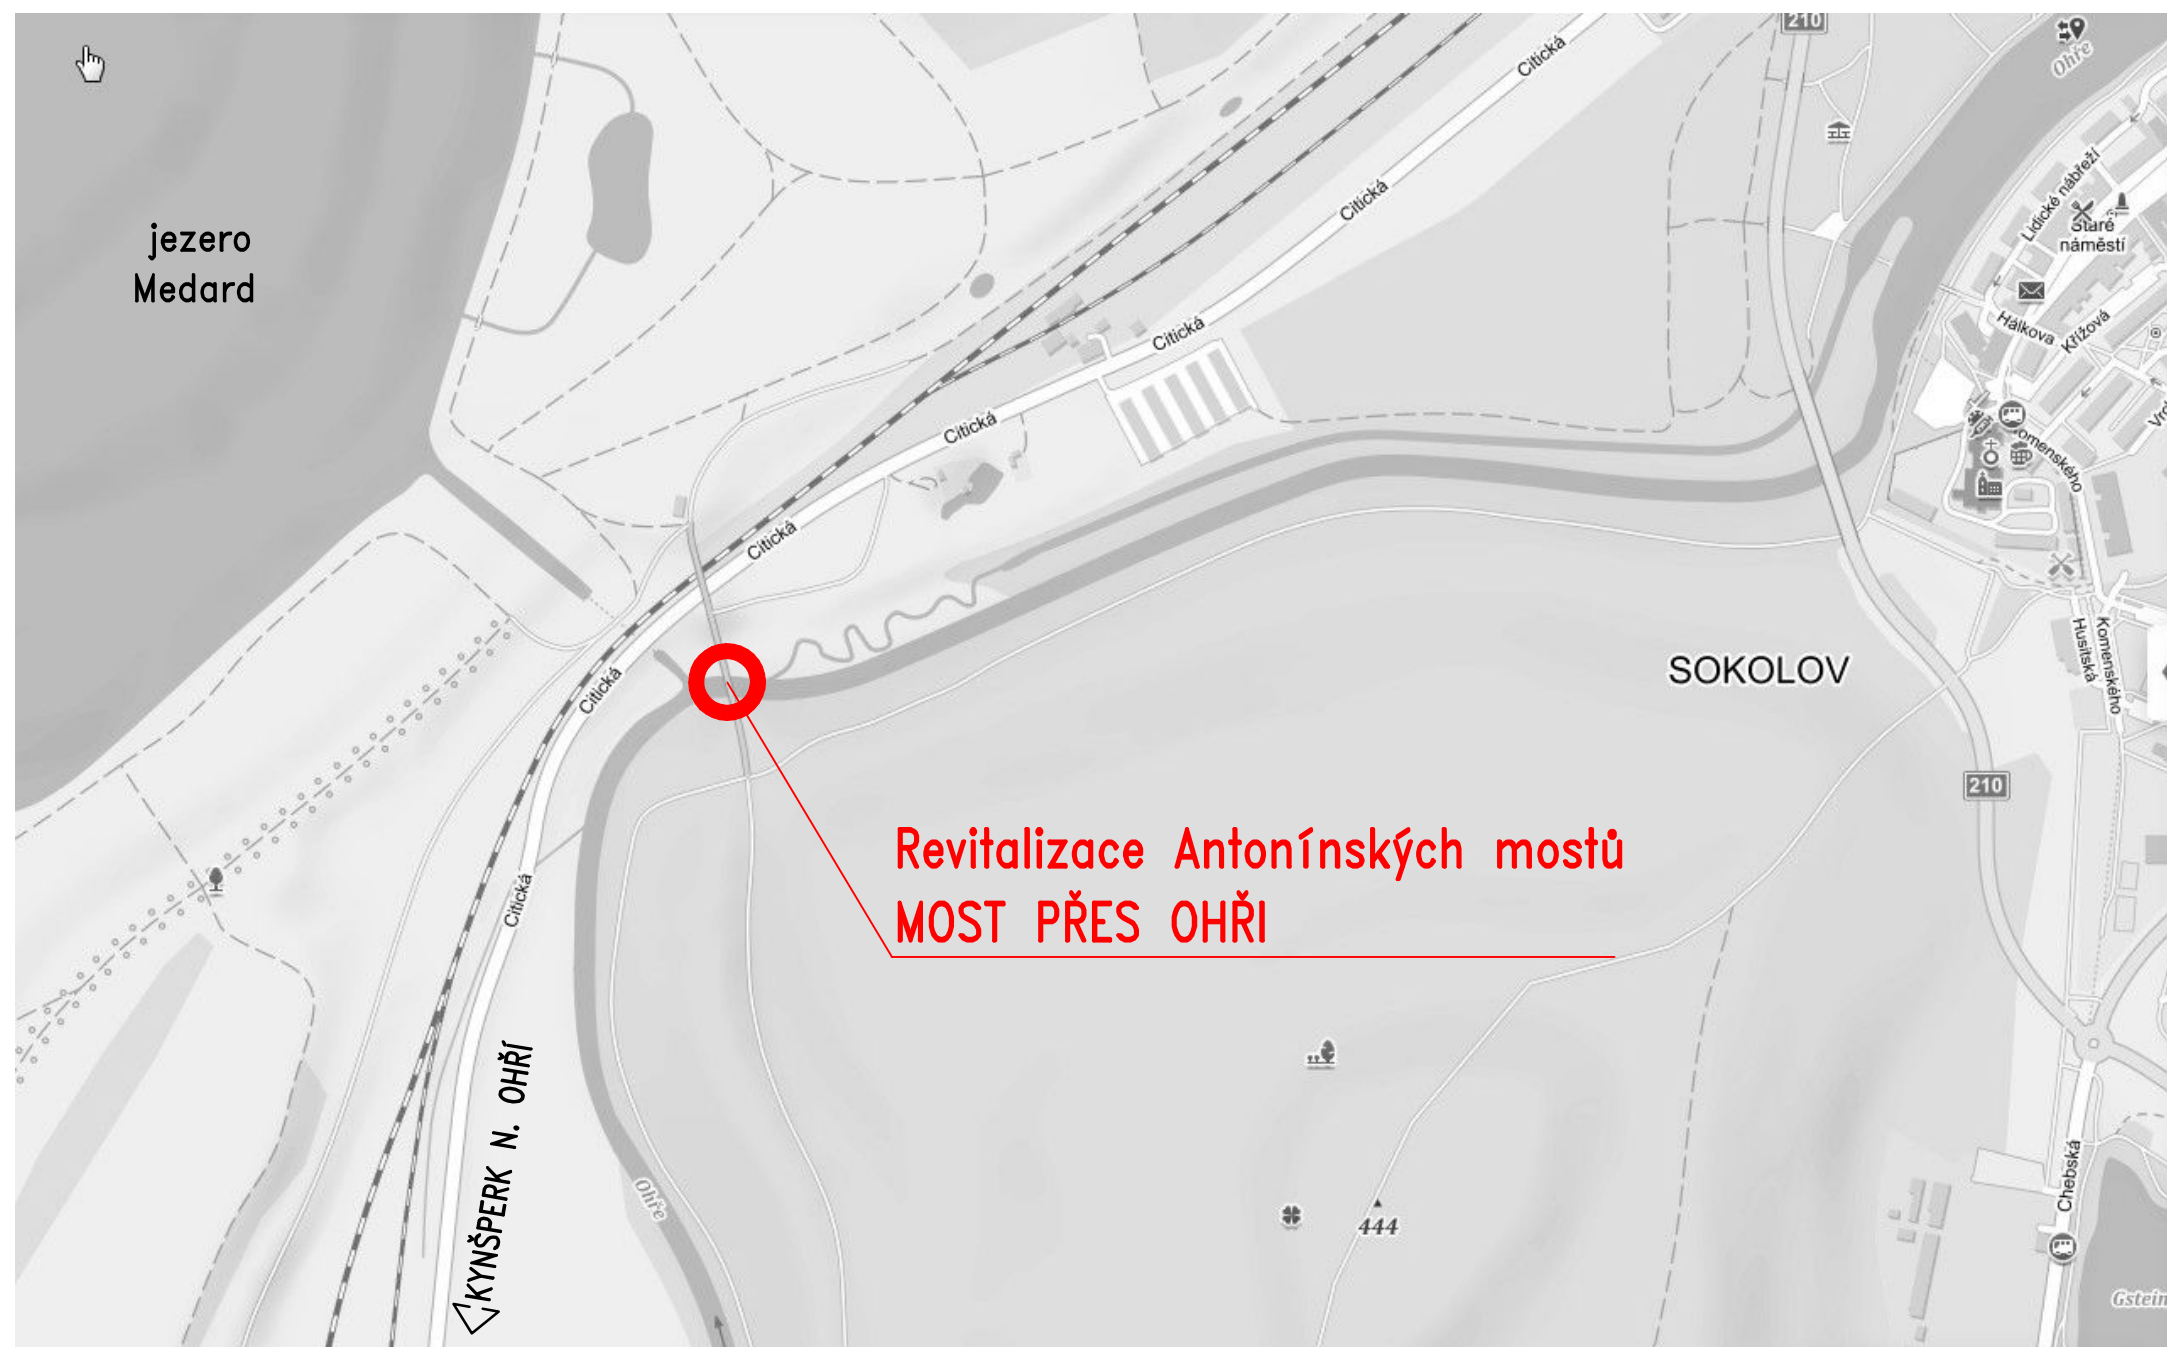 210
Ohře
Citická
Lidické nábřeží
Citická
Staré
náměstí
jezero
Medard
Hálkova
Křížová
Citická
Citická
Komenského
Citická
Husitská
Komenského
SOKOLOV
Citická
210
Revitalizace Antonínských mostů
MOST PŘES OHŘI
Citická
KYNŠPERK N. OHŘÍ
Chebská
Ohře
444